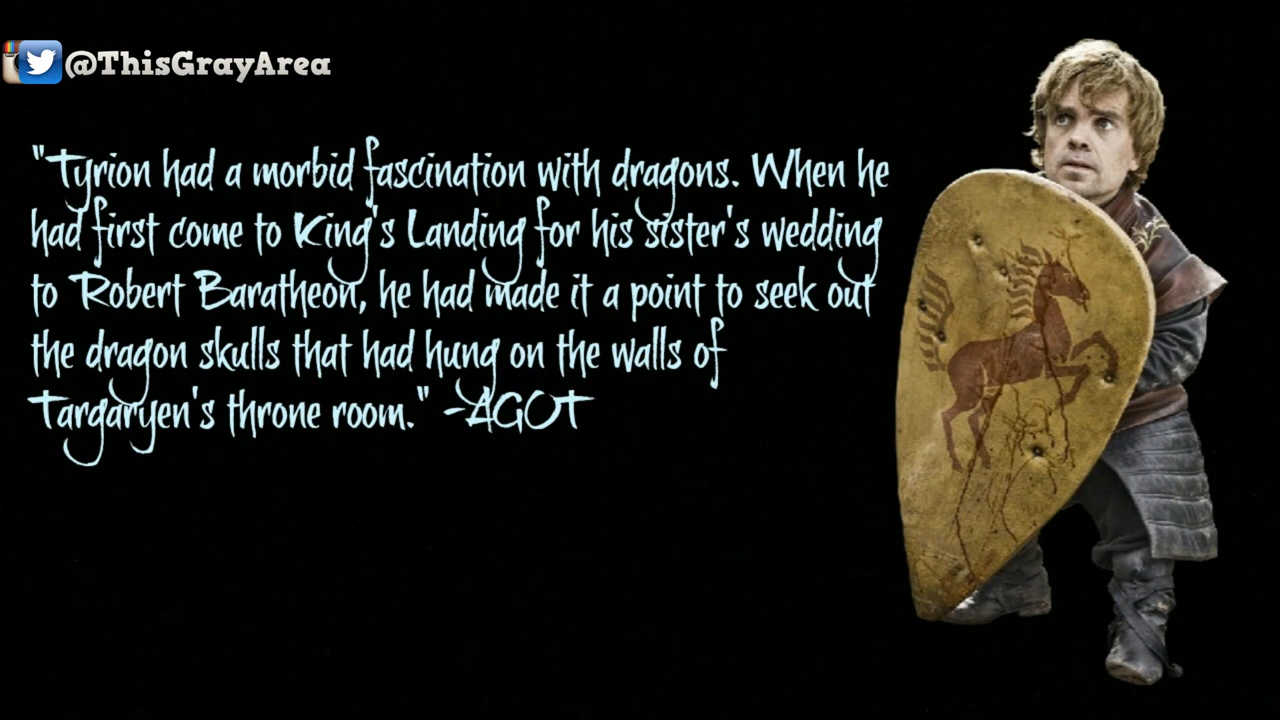 @ThisGrayArea
"Tyrion had a morbid fascination with dragons. When he
had first come to King's Landing for his sister's wedding
to Robert Baratheon, he had made it a point to seek out
the dragon skulls that had hung on the walls of
Targaryen's throne room." -AGOT